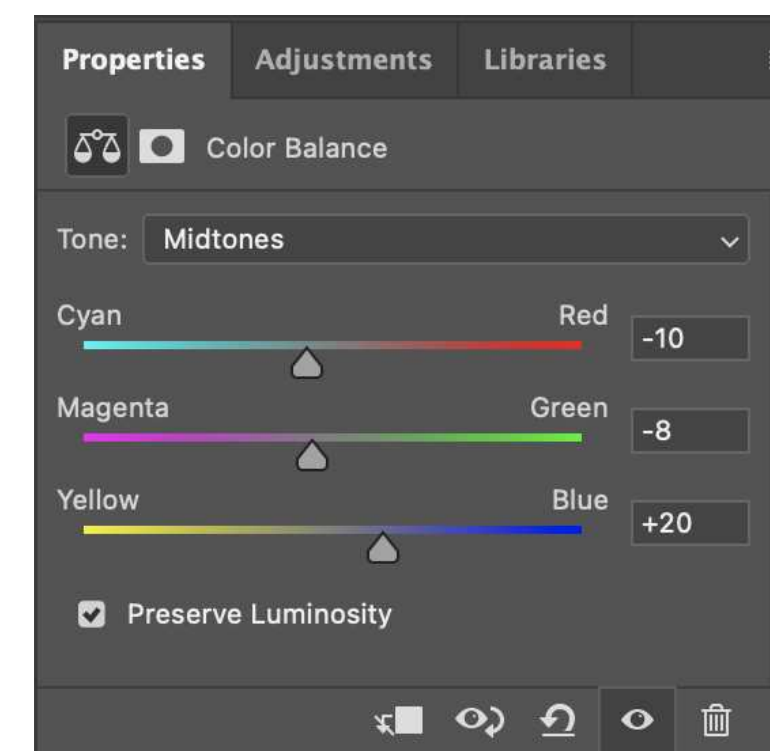 Properties Adjustments Libraries
Color Balance
Tone: Midtones
Cyan Red -10
Magenta Green -8
Yellow Blue +20
Preserve Luminosity